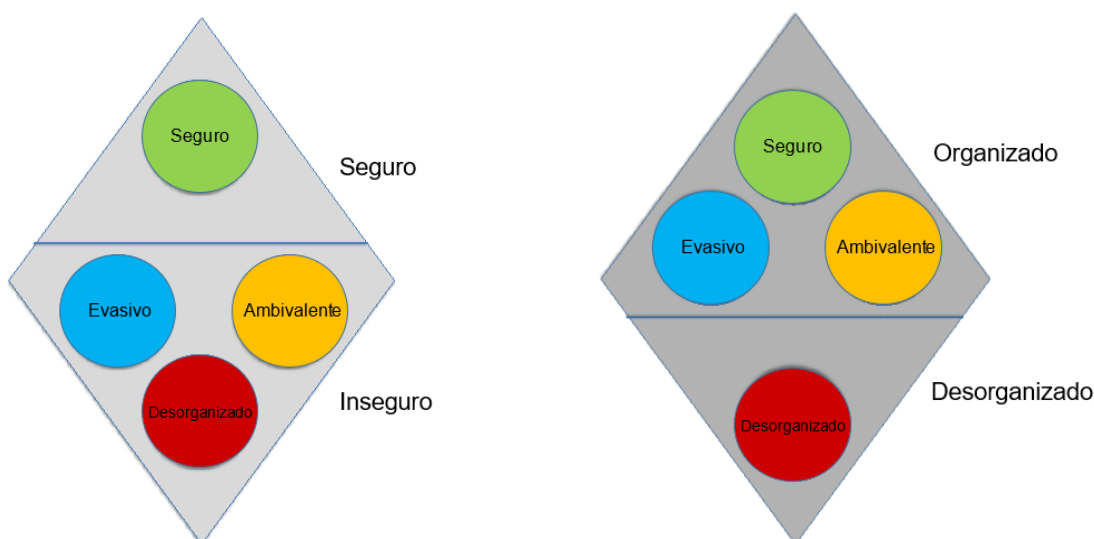 Seguro
Seguro
Evasivo
Ambivalente
Desorganizado
Inseguro
Seguro
Organizado
Evasivo
Ambivalente
Desorganizado
Desorganizado